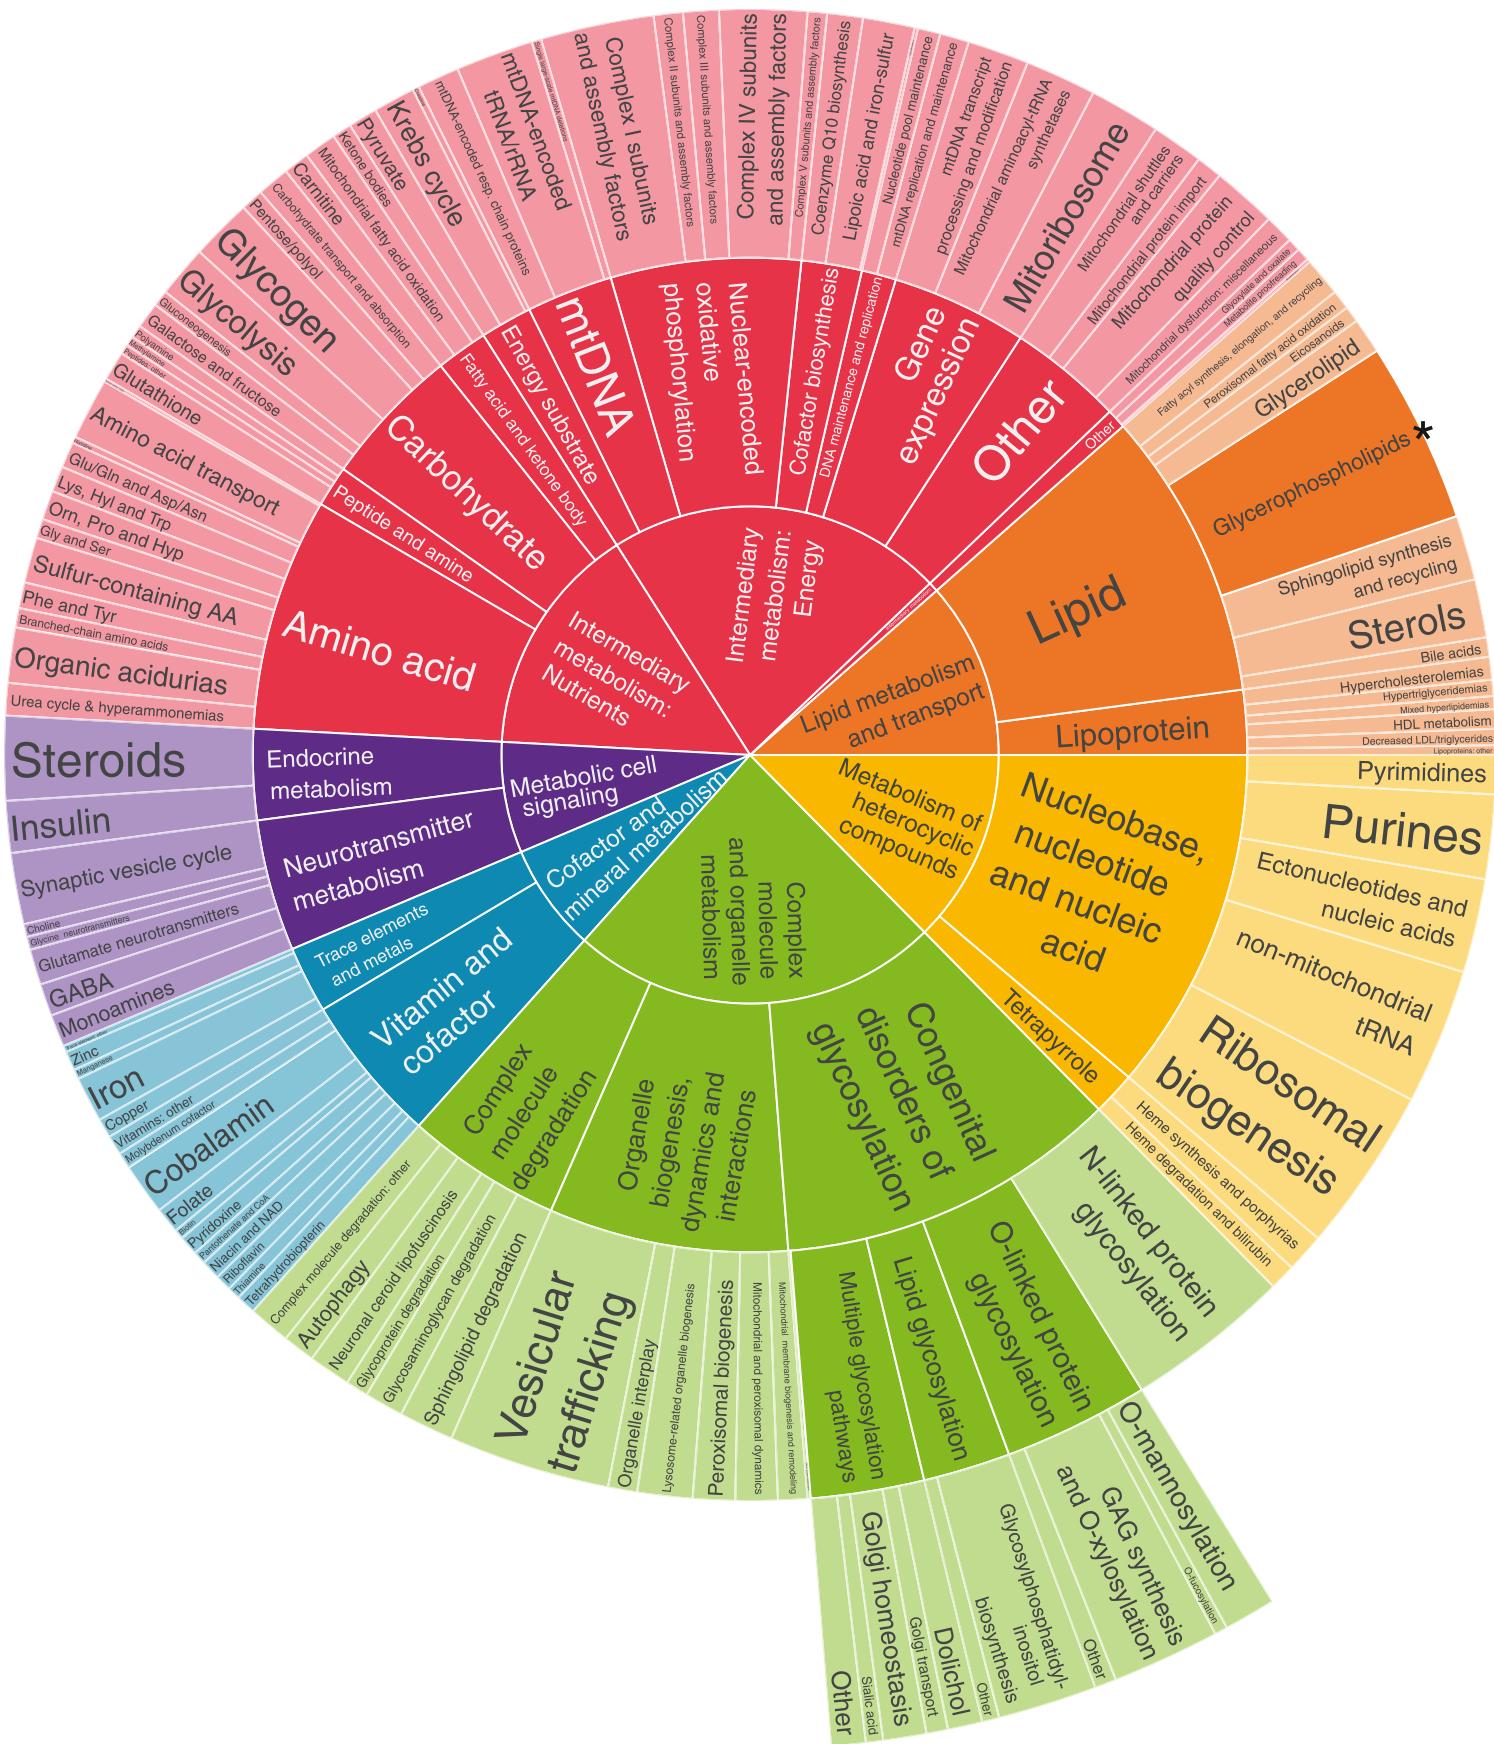 Intermediary
metabolism:
Energy
Lipid metabolism
and transport
Metabolism of
heterocyclic
compounds
Complex
molecule
and organelle
metabolism
Cofactor and
mineral metabolism
Metabolic cell
signaling
Intermediary
metabolism:
Nutrients
mtDNA
Nuclear-encoded
oxidative
phosphorylation
Cofactor biosynthesis
DNA maintenance and replication
Gene
expression
Other
Other
Lipid
Lipoprotein
Nucleobase,
nucleotide
and nucleic
acid
Tetrapyrrole
Congenital
disorders of
glycosylation
Organelle
biogenesis,
dynamics and
interactions
Complex
molecule
degradation
Vitamin and
cofactor
Trace elements
and metals
Neurotransmitter
metabolism
Endocrine
metabolism
Amino acid
Peptide and amine
Carbohydrate
Fatty acid and ketone body
Energy substrate
mtDNA-encoded resp. chain proteins
mtDNA-encoded
tRNA/rRNA
Single large-scale mtDNA deletions
Complex I subunits
and assembly factors
Complex II subunits and assembly factors
Complex III subunits and assembly factors
Complex IV subunits
and assembly factors
Complex V subunits and assembly factors
Coenzyme Q10 biosynthesis
Lipoic acid and iron-sulfur
Nucleotide pool maintenance
mtDNA replication and maintenance
mtDNA transcript
processing and modification
Mitochondrial aminoacyl-tRNA
synthetases
Mitoribosome
Mitochondrial shuttles
and carriers
Mitochondrial protein import
Mitochondrial protein
quality control
Mitochondrial dysfunction: miscellaneous
Glyoxylate and oxalate
Metabolite proofreading
Fatty acyl synthesis, elongation, and recycling
Peroxisomal fatty acid oxidation
Eicosanoids
Glycerolipid
Glycerophospholipids *
Sphingolipid synthesis
and recycling
Sterols
Bile acids
Hypercholesterolemias
Hypertriglyceridemias
Mixed hyperlipidemias
HDL metabolism
Decreased LDL/triglycerides
Lipoproteins: other
Pyrimidines
Purines
Ectonucleotides and
nucleic acids
non-mitochondrial
tRNA
Ribosomal
biogenesis
Heme synthesis and porphyrias
Heme degradation and bilirubin
N-linked protein
glycosylation
O-linked protein
glycosylation
Lipid glycosylation
Multiple glycosylation
pathways
O-mannosylation
O-fucosylation
GAG synthesis
and O-xylosylation
Other
Glycosylphosphatidyl-
inositol
biosynthesis
Other
Dolichol
Golgi transport
Golgi homeostasis
Sialic acid
Other
Mitochondrial membrane biogenesis and remodeling
Mitochondrial and peroxisomal dynamics
Peroxisomal biogenesis
Lysosome-related organelle biogenesis
Organelle interplay
Vesicular
trafficking
Sphingolipid degradation
Glycosaminoglycan degradation
Glycoprotein degradation
Neuronal ceroid lipofuscinosis
Autophagy
Complex molecule degradation: other
Tetrahydrobiopterin
Thiamine
Riboflavin
Niacin and NAD
Pantothenate and CoA
Pyridoxine
Biotin
Folate
Cobalamin
Molybdenum cofactor
Vitamins: other
Copper
Iron
Manganese
Zinc
Monoamines
GABA
Glutamate neurotransmitters
Glycine neurotransmitters
Choline
Synaptic vesicle cycle
Insulin
Steroids
Urea cycle & hyperammonemias
Organic acidurias
Branched-chain amino acids
Phe and Tyr
Sulfur-containing AA
Gly and Ser
Orn, Pro and Hyp
Lys, Hyl and Trp
Glu/Gln and Asp/Asn
Amino acid transport
Glutathione
Peptides: other
Methylamine
Polyamine
Galactose and fructose
Gluconeogenesis
Glycolysis
Glycogen
Pentose/polyol
Carbohydrate transport and absorption
Carnitine
Mitochondrial fatty acid oxidation
Ketone bodies
Pyruvate
Krebs cycle